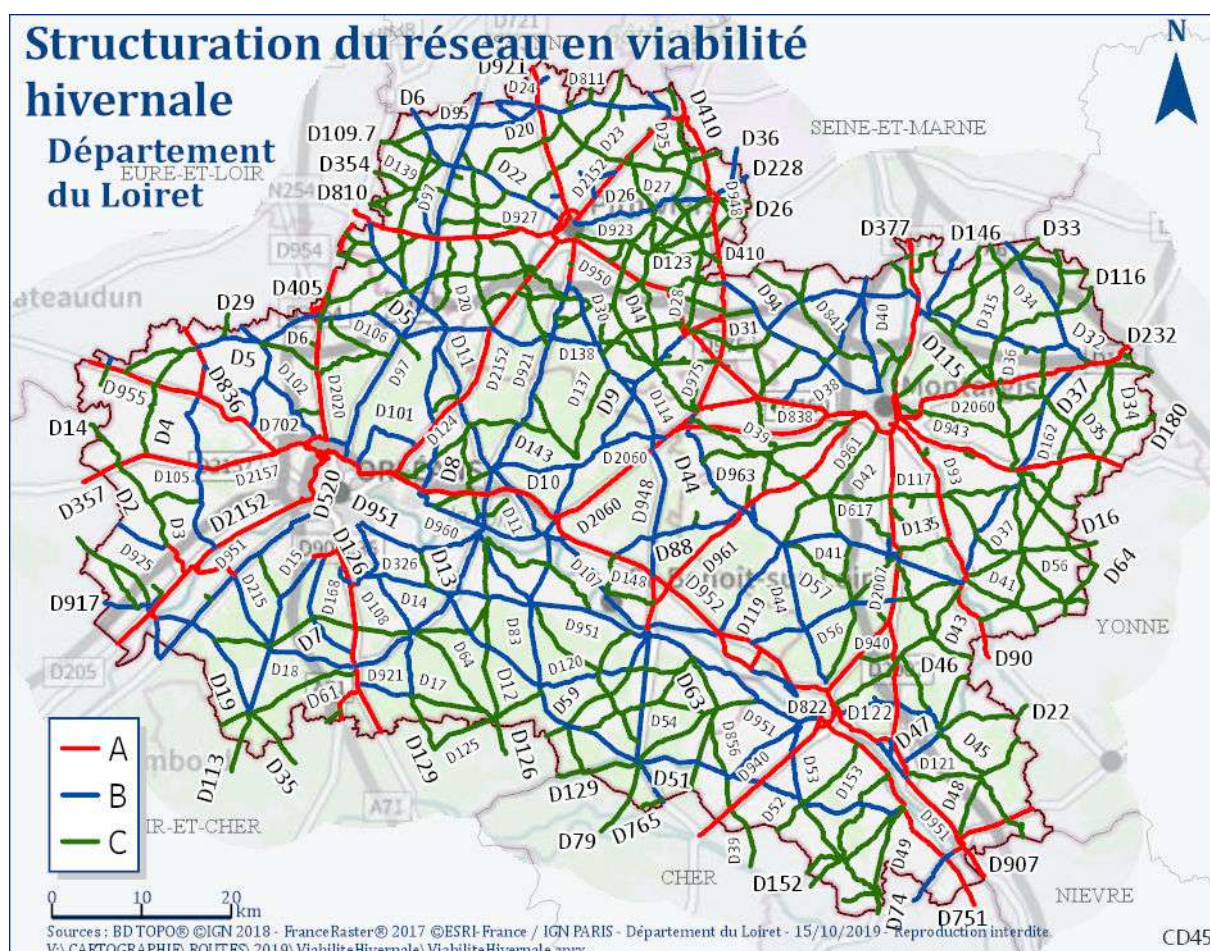 Structuration du réseau en viabilité
hivernale
Département
du Loiret
N
SEINE-ET-MARNE
EURE-ET-LOIR
YONNE
NIEVRE
CHER
D921
D24
D811
D6
D95
D20
D23
D25
D410
D36
D109.7
D354
D139
D22
D2152
D26
D27
D228
D948
D26
D810
D97
D927
D923
N254
D954
D950
D123
D410
D377
D146
D33
D116
D405
D29
D20
D30
D44
D28
D94
D841
D40
D315
D34
D5
D6
D106
D5
D11
D2152
D921
D138
D31
D115
D36
D32
D232
D955
D836
D102
D97
D2020
D137
D9
D975
D38
D2060
D37
D34
D14
D4
D702
D101
D124
D114
D838
D39
D943
D162
D35
D180
D357
D105
D2157
D8
D143
D2060
D961
D42
D93
D2
D3
D2152
D520
D10
D44
D963
D117
D951
D960
D11
D2060
D948
D617
D135
D37
D16
D925
D951
D15
D126
D326
D13
D88
D961
D41
D56
D64
D917
D215
D168
D108
D14
D107
D148
D952
D119
D44
D57
D2007
D41
D205
D7
D83
D951
D56
D940
D43
D90
D18
D921
D64
D120
D46
D19
D61
D17
D12
D59
D63
D822
D122
D22
D113
D35
D129
D125
D126
D54
D951
D856
D47
D45
D129
D51
D940
D53
D153
D121
D48
A71
D79
D765
D52
D951
D39
D49
D907
D152
D74
D751
A
B
C
0
10
20
km
Sources : BD TOPO® ©IGN 2018 - FranceRaster® 2017 ©ESRI-France / IGN PARIS - Département du Loiret - 15/10/2019 - Reproduction interdite
V:\ CARTOGRAPHIE\ ROUTES\ 2019\ ViabiliteHivernale\ ViabiliteHivernale.aprx
CD45